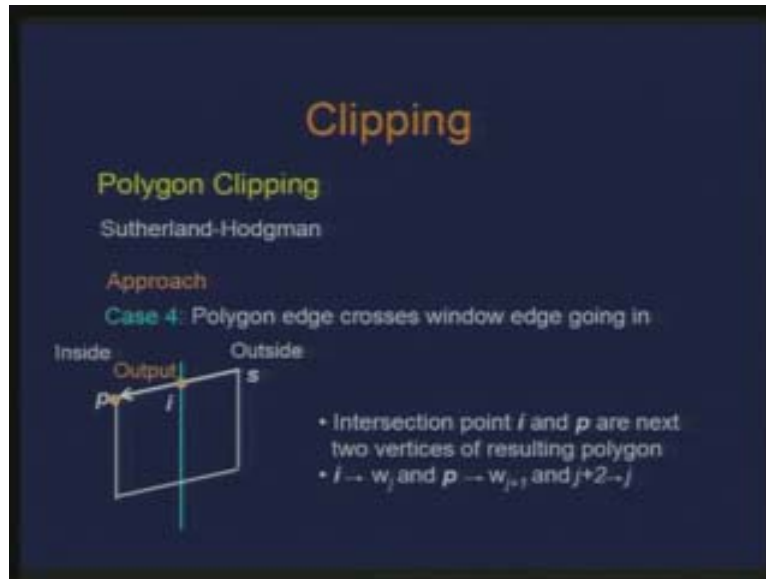 Clipping
Polygon Clipping
Sutherland-Hodgman
Approach
Case 4: Polygon edge crosses window edge going in
Inside
Outside
Output
s
p
i
• Intersection point i and p are next
two vertices of resulting polygon
• i → wj and p → wj+1 and j+2→j